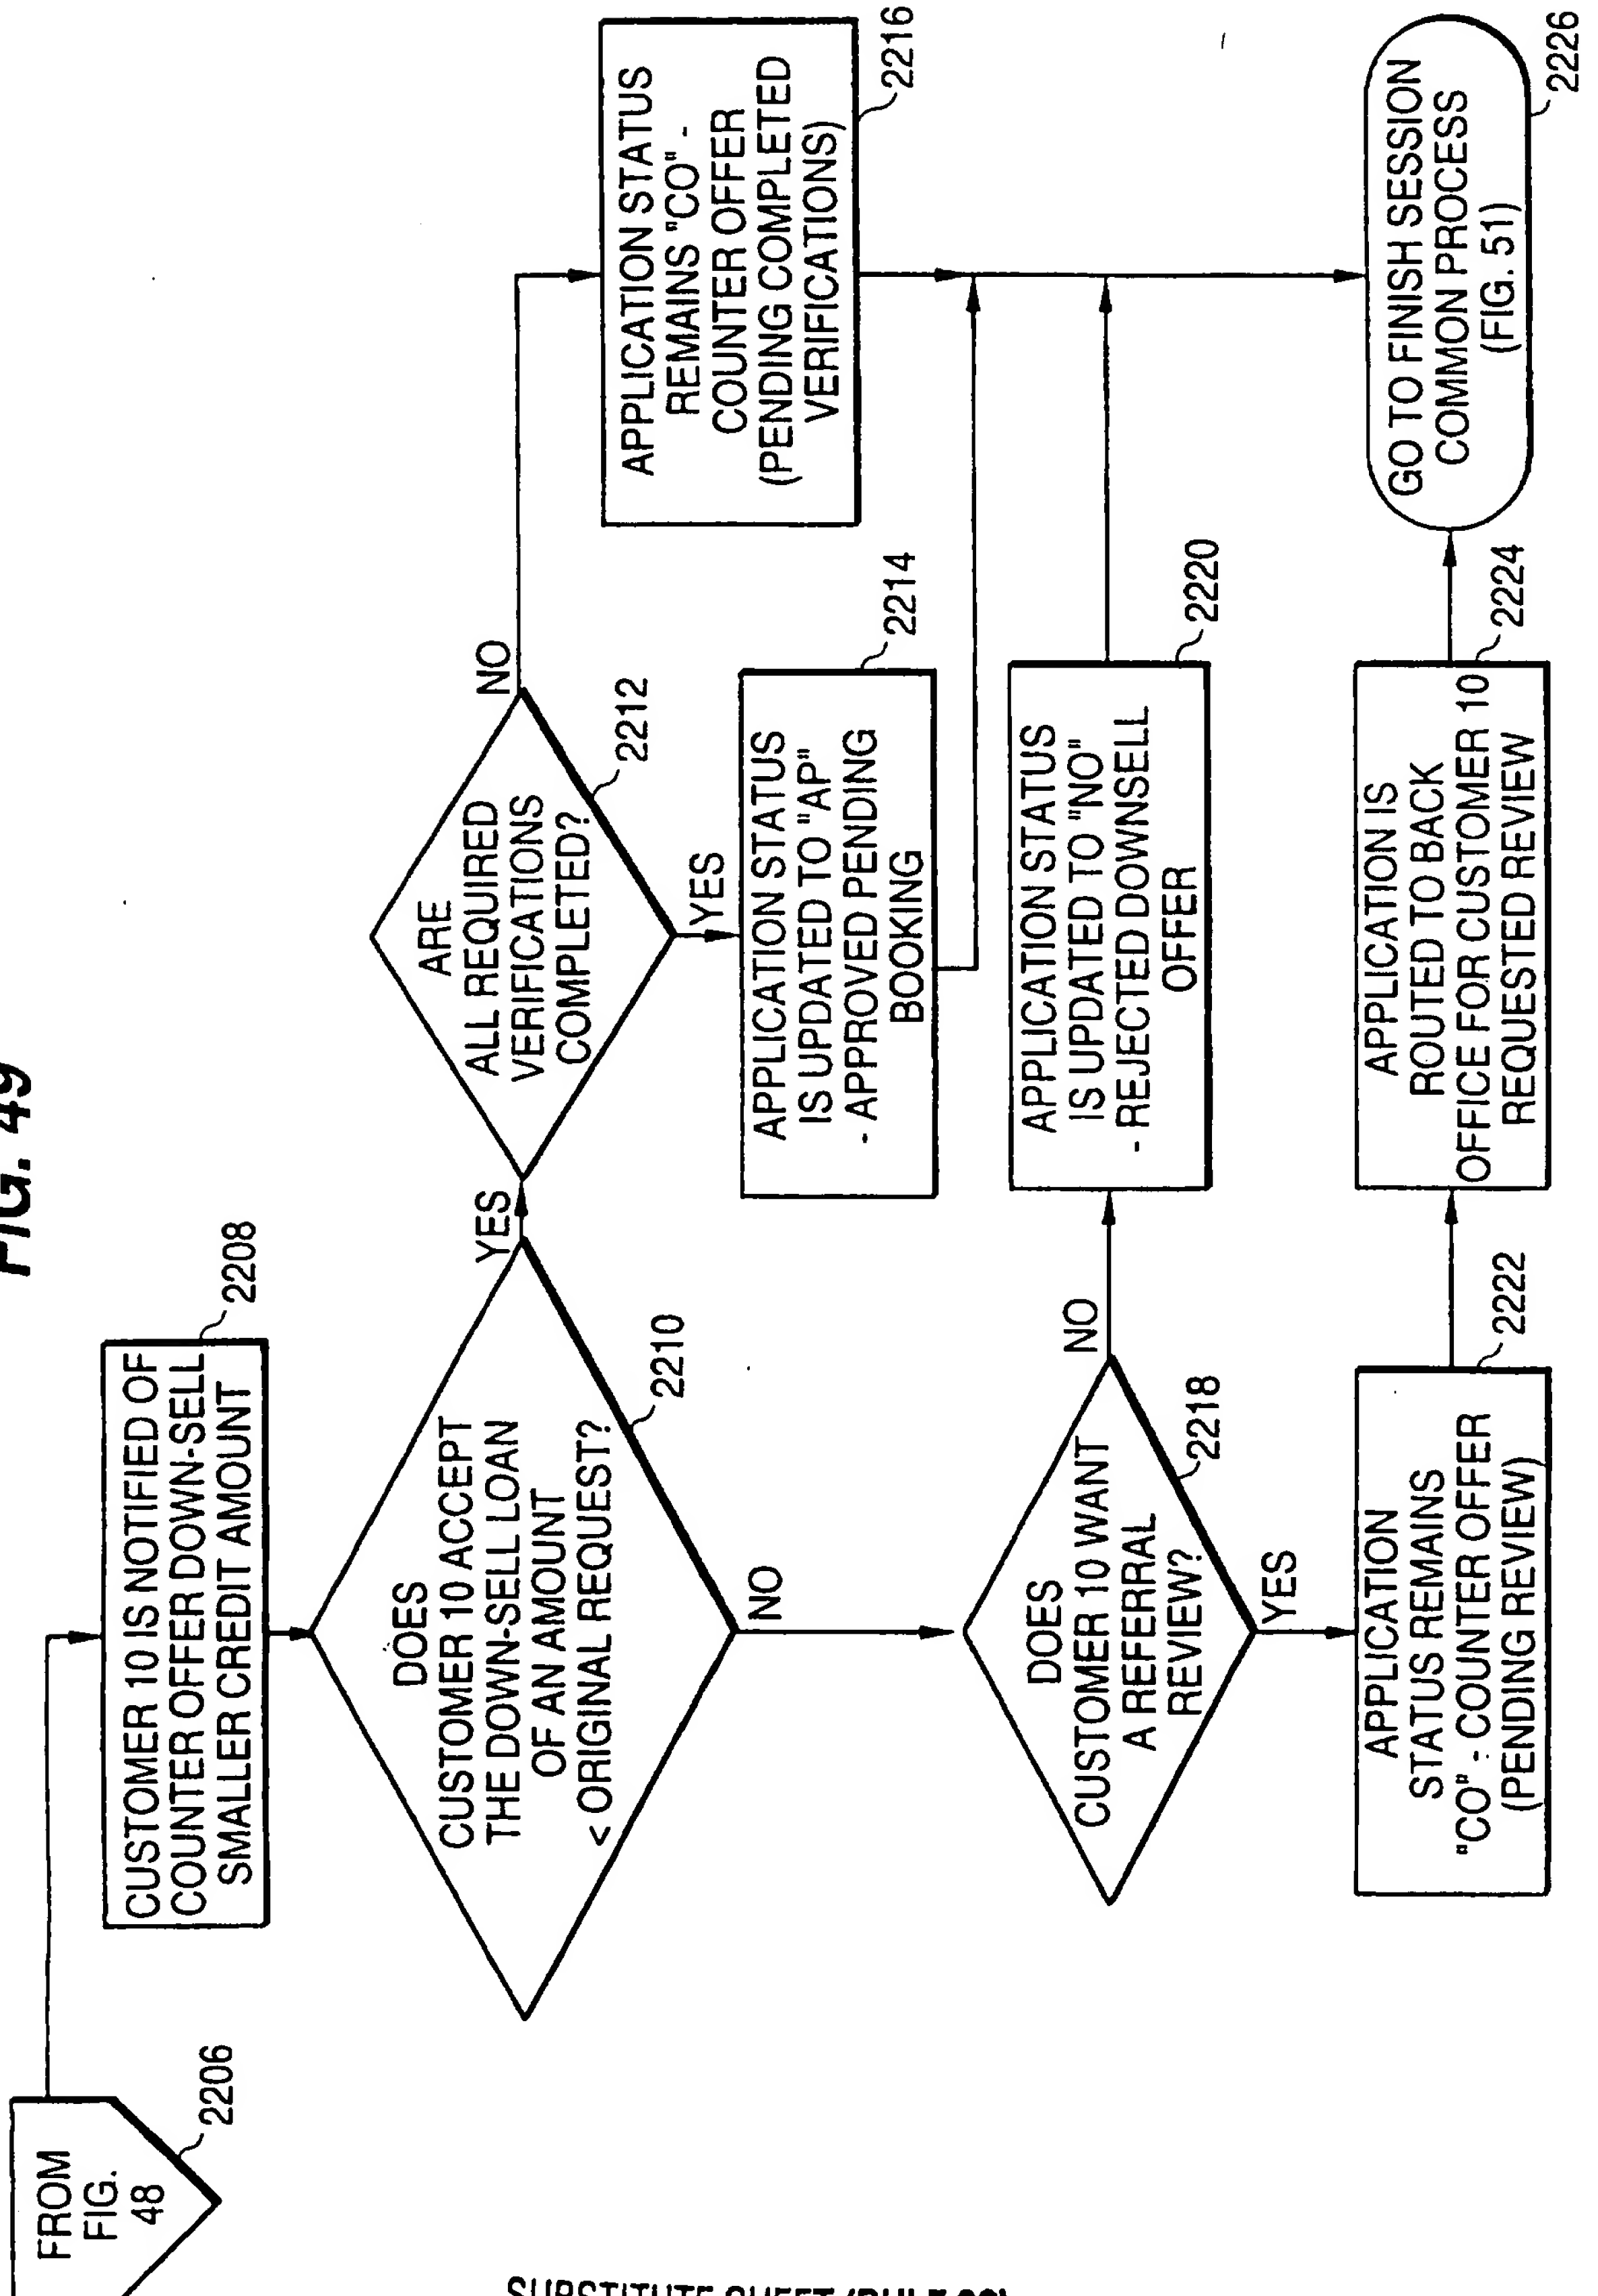 FIG. 49
FROM
FIG.
48
2206
CUSTOMER 10 IS NOTIFIED OF
COUNTER OFFER DOWN-SELL
SMALLER CREDIT AMOUNT
2208
DOES
CUSTOMER 10 ACCEPT
THE DOWN-SELL LOAN
OF AN AMOUNT
< ORIGINAL REQUEST?
2210
YES
NO
ARE
ALL REQUIRED
VERIFICATIONS
COMPLETED?
2212
NO
YES
APPLICATION STATUS
REMAINS "CO" -
COUNTER OFFER
(PENDING COMPLETED
VERIFICATIONS)
2216
APPLICATION STATUS
IS UPDATED TO "AP"
- APPROVED PENDING
BOOKING
2214
DOES
CUSTOMER 10 WANT
A REFERRAL
REVIEW?
2218
NO
YES
APPLICATION STATUS
IS UPDATED TO "NO"
- REJECTED DOWNSELL
OFFER
2220
APPLICATION
STATUS REMAINS
"CO" - COUNTER OFFER
(PENDING REVIEW)
2222
APPLICATION IS
ROUTED TO BACK
OFFICE FOR CUSTOMER 10
REQUESTED REVIEW
2224
GO TO FINISH SESSION
COMMON PROCESS
(FIG. 51)
2226
SUBSTITUTE SHEET